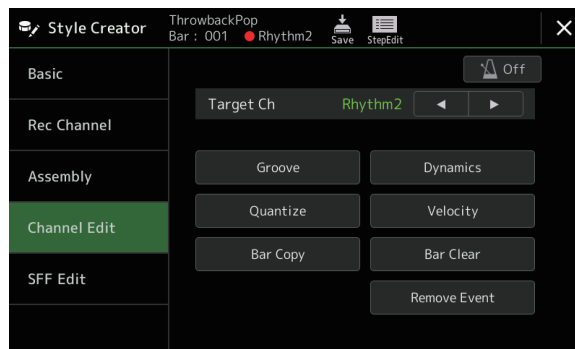 Style Creator
ThrowbackPop
Bar : 001 Rhythm2
Save
StepEdit
Basic
Off
Target Ch Rhythm2
Rec Channel
Assembly
Groove Dynamics
Channel Edit
Quantize Velocity
Bar Copy Bar Clear
SFF Edit
Remove Event